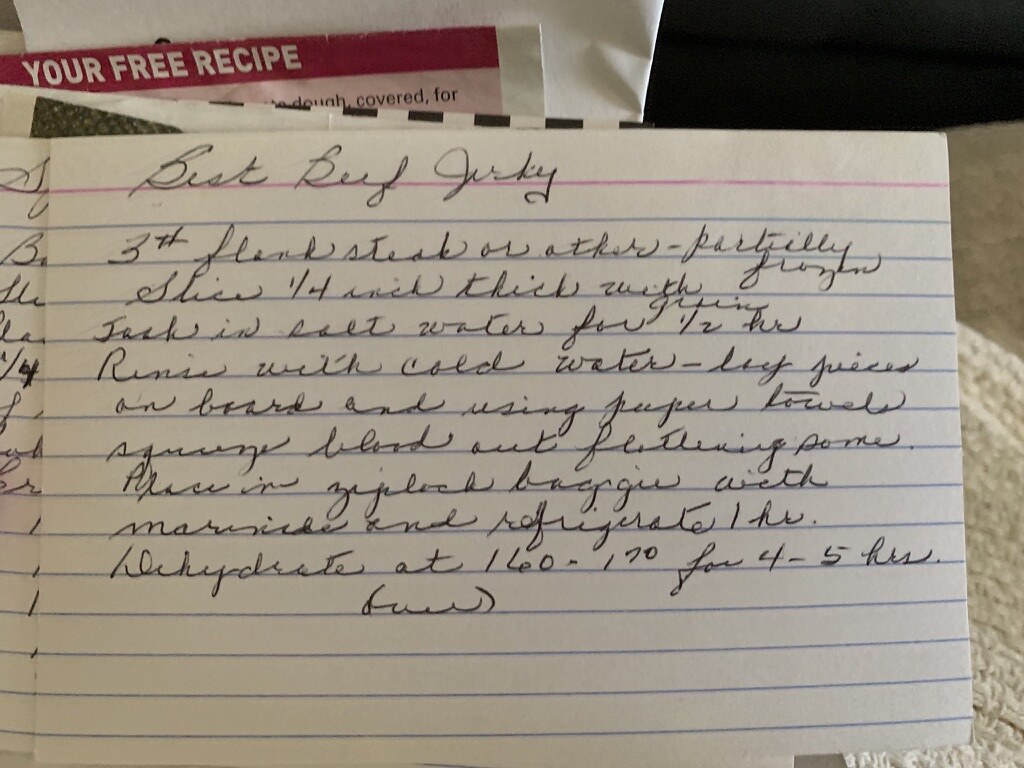 YOUR FREE RECIPE
dough, covered, for
Best Beef Jerky
3# flank steak or other - partially
frozen
Slice 1/4 inch thick with
grain
Soak in salt water for 1/2 hr
Rinse with cold water - lay pieces
on board and using paper towels
squeeze blood out flattening some.
Place in ziplock baggie with
marinade and refrigerate 1 hr.
Dehydrate at 160 - 170 for 4 - 5 hrs.
(over)
1/4